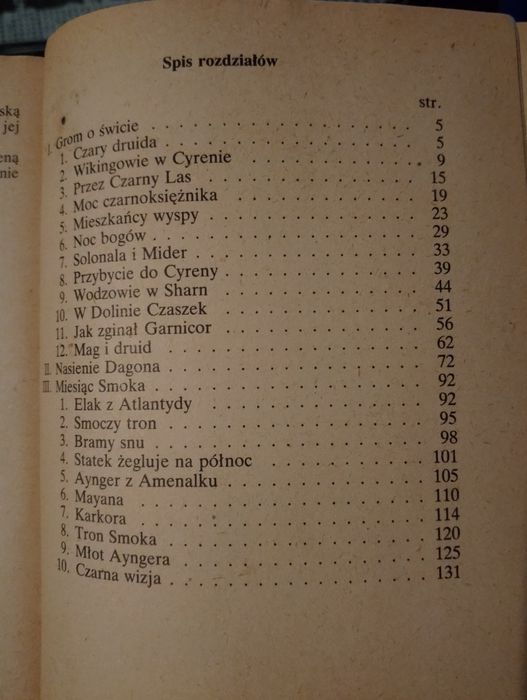 ską
jej
eną
nie
Spis rozdziałów
str.
I. Grom o świcie . . . . . . . . . . . . . . 5
1. Czary druida . . . . . . . . . . . . . . 5
2. Wikingowie w Cyrenie . . . . . . . . . . 9
3. Przez Czarny Las . . . . . . . . . . . . 15
4. Moc czarnoksiężnika . . . . . . . . . . 19
5. Mieszkańcy wyspy . . . . . . . . . . . . 23
6. Noc bogów . . . . . . . . . . . . . . . 29
7. Solonala i Mider . . . . . . . . . . . . 33
8. Przybycie do Cyreny . . . . . . . . . . 39
9. Wodzowie w Sharn . . . . . . . . . . . . 44
10. W Dolinie Czaszek . . . . . . . . . . . 51
11. Jak zginął Garnicor . . . . . . . . . . 56
12. Mag i druid . . . . . . . . . . . . . . 62
II. Nasienie Dagona . . . . . . . . . . . . 72
III. Miesiąc Smoka . . . . . . . . . . . . . 92
1. Elak z Atlantydy . . . . . . . . . . . . 92
2. Smoczy tron . . . . . . . . . . . . . . 95
3. Bramy snu . . . . . . . . . . . . . . . 98
4. Statek żegluje na północ . . . . . . . . 101
5. Aynger z Amenalku . . . . . . . . . . . 105
6. Mayana . . . . . . . . . . . . . . . . . 110
7. Karkora . . . . . . . . . . . . . . . . 114
8. Tron Smoka . . . . . . . . . . . . . . . 120
9. Młot Ayngera . . . . . . . . . . . . . . 125
10. Czarna wizja . . . . . . . . . . . . . 131